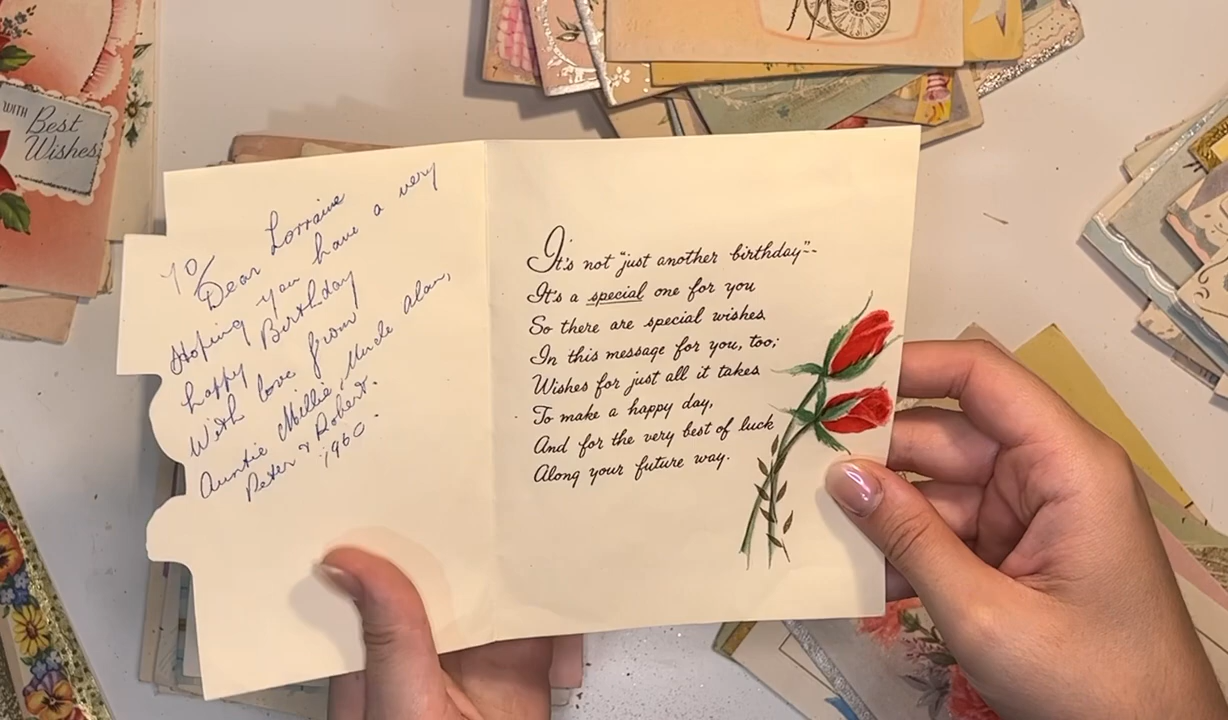 WITH
Best
Wishes
To
Dear Lorraine
Hoping you have a very
happy Birthday
With love from
Auntie Millie, Uncle Alan,
Peter & Robert.
1960.
It's not "just another birthday"--
It's a special one for you
So there are special wishes
In this message for you, too;
Wishes for just all it takes
To make a happy day,
And for the very best of luck
Along your future way.